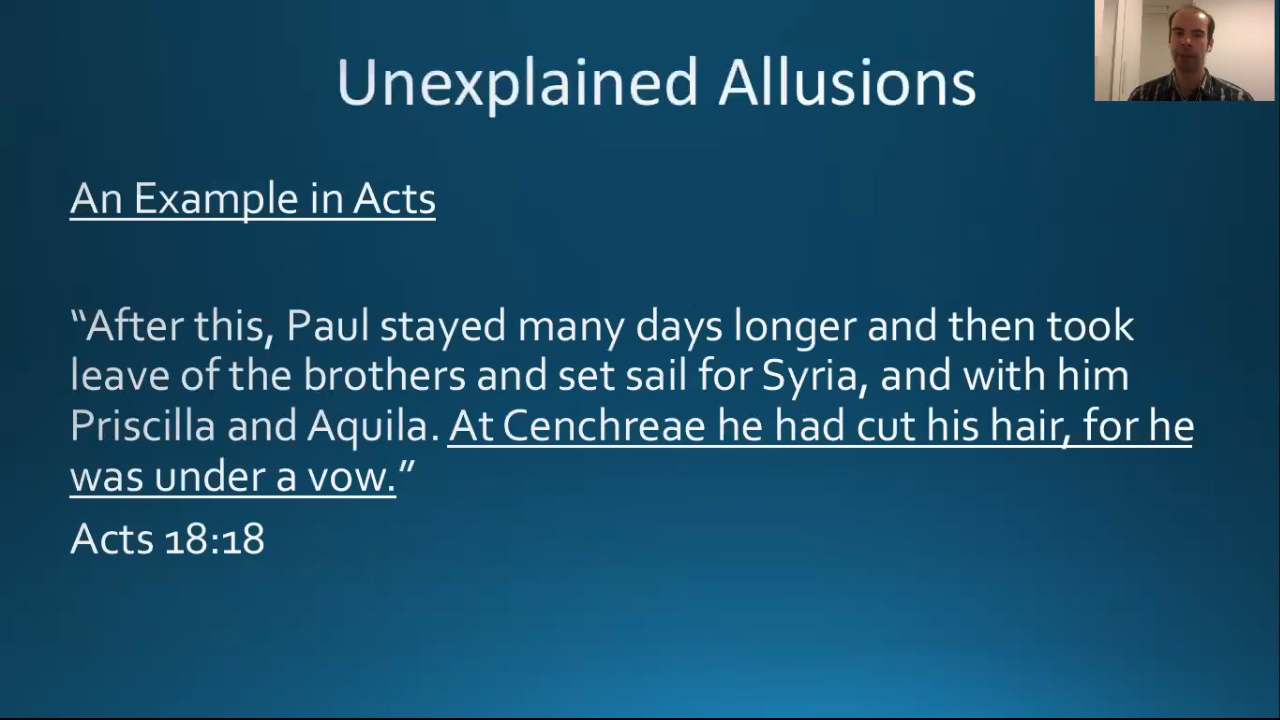 Unexplained Allusions
An Example in Acts
“After this, Paul stayed many days longer and then took
leave of the brothers and set sail for Syria, and with him
Priscilla and Aquila. At Cenchreae he had cut his hair, for he
was under a vow.”
Acts 18:18